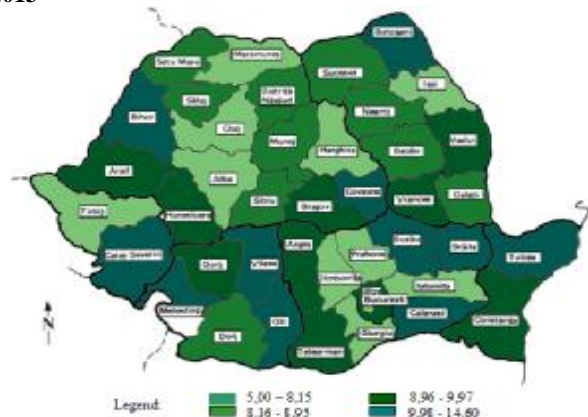 2015
Botoșani
Satu Mare
Maramureș
Suceava
Iași
Sălaj
Bistrița
Năsăud
Neamț
Bihor
Cluj
Mureș
Harghita
Bacău
Vaslui
Arad
Alba
Sibiu
Brașov
Covasna
Vrancea
Galați
Timiș
Hunedoara
Caraș Severin
Gorj
Vâlcea
Argeș
Prahova
Buzău
Brăila
Tulcea
Dâmbovița
Ialomița
București
Mehedinți
Olt
Călărași
Constanța
Dolj
Giurgiu
Teleorman
N
Legend:
5,00 - 8,15
8,96 - 9,97
8,16 - 8,95
9,98 - 14,60